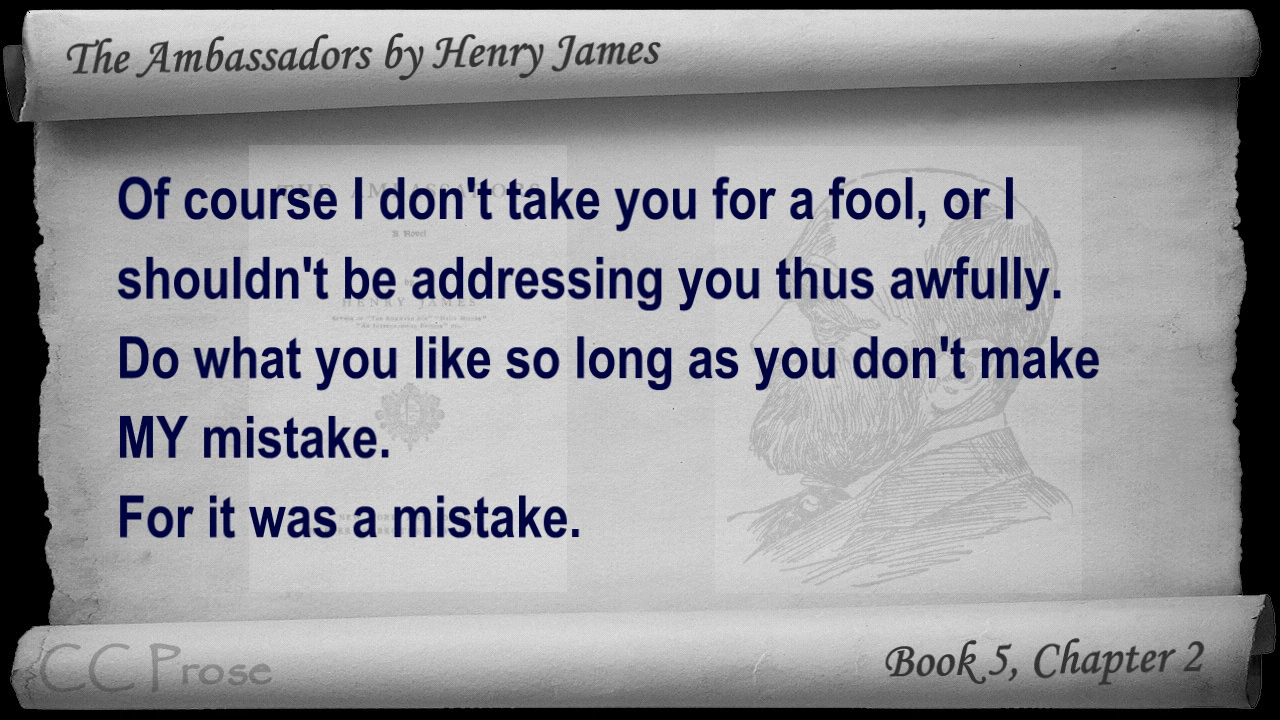 The Ambassadors by Henry James
Of course I don't take you for a fool, or I
shouldn't be addressing you thus awfully.
Do what you like so long as you don't make
MY mistake.
For it was a mistake.
CC Prose
Book 5, Chapter 2